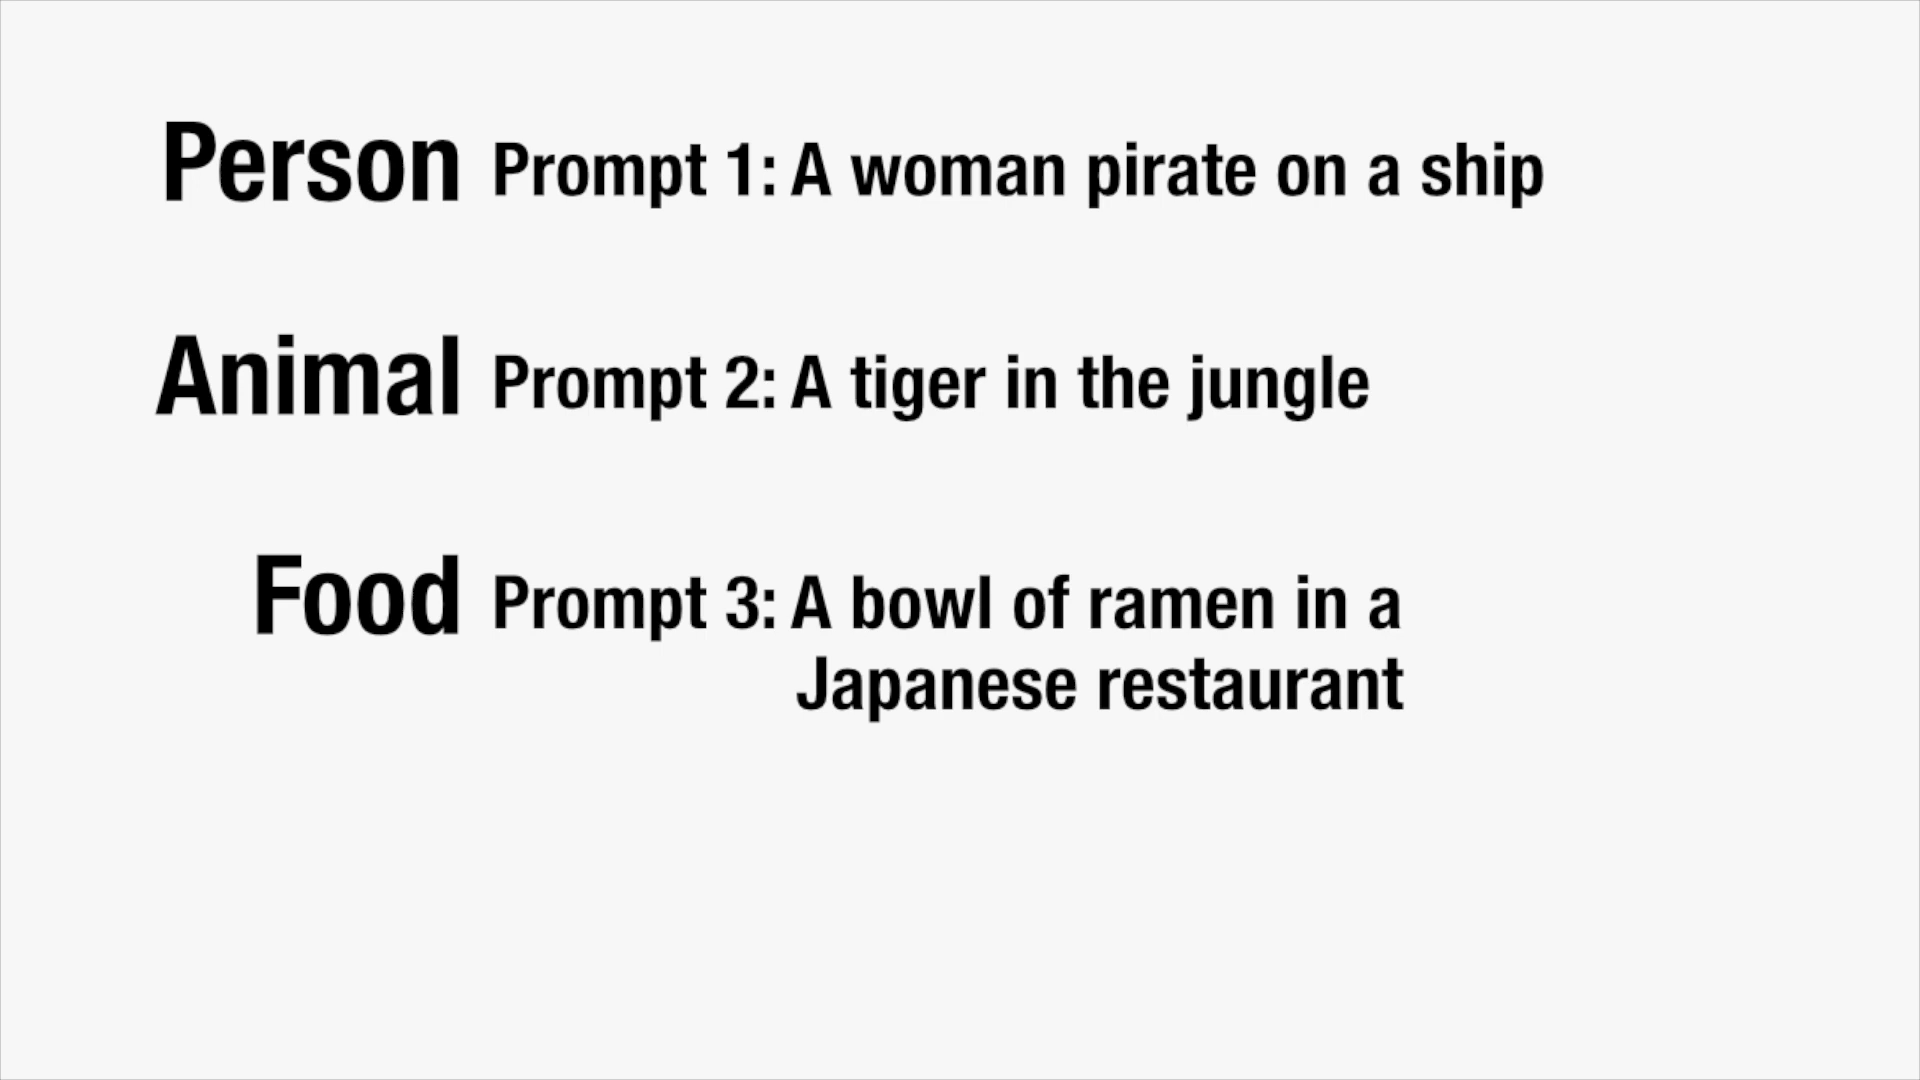 Person Prompt 1: A woman pirate on a ship
Animal Prompt 2: A tiger in the jungle
Food Prompt 3: A bowl of ramen in a
Japanese restaurant